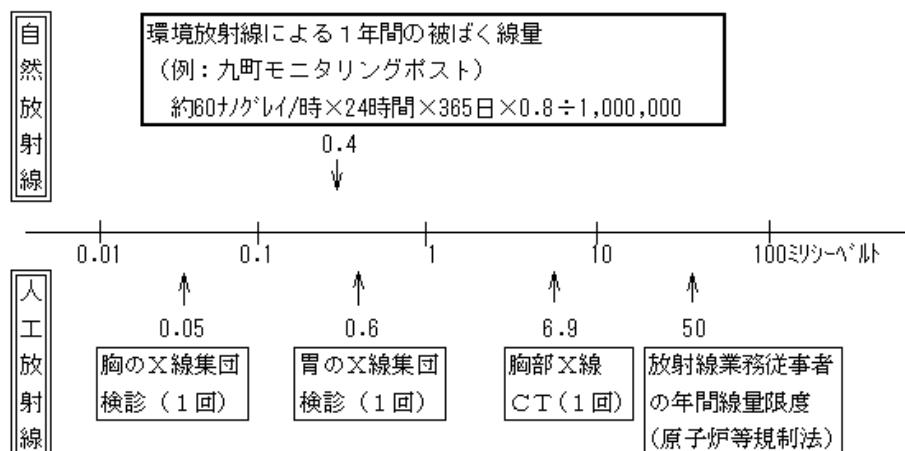 自然放射線
環境放射線による1年間の被ばく線量
(例:九町モニタリングポスト)
約60ナノグレイ/時×24時間×365日×0.8÷1,000,000
0.4
0.01
0.1
1
10
100ミリシーベルト
人工放射線
0.05
胸のX線集団
検診(1回)
0.6
胃のX線集団
検診(1回)
6.9
胸部X線
CT(1回)
50
放射線業務従事者
の年間線量限度
(原子炉等規制法)